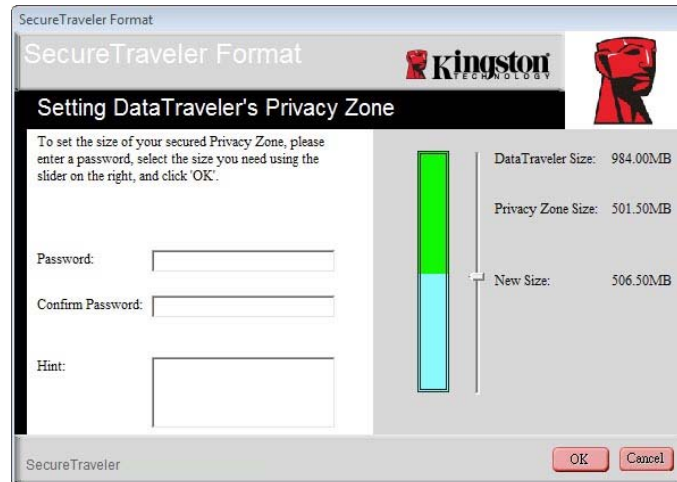 SecureTraveler Format
SecureTraveler Format
Kingston
TECHNOLOGY
Setting DataTraveler's Privacy Zone
To set the size of your secured Privacy Zone, please
enter a password, select the size you need using the
slider on the right, and click 'OK'.
Password:
Confirm Password:
Hint:
DataTraveler Size: 984.00MB
Privacy Zone Size: 501.50MB
New Size: 506.50MB
SecureTraveler
OK
Cancel